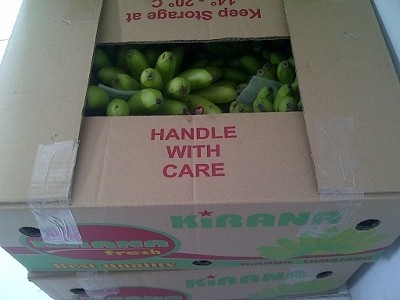 Keep Storage at
14° - 20° C
HANDLE
WITH
CARE
KiRANA
KiRANA
fresh
Best Quality